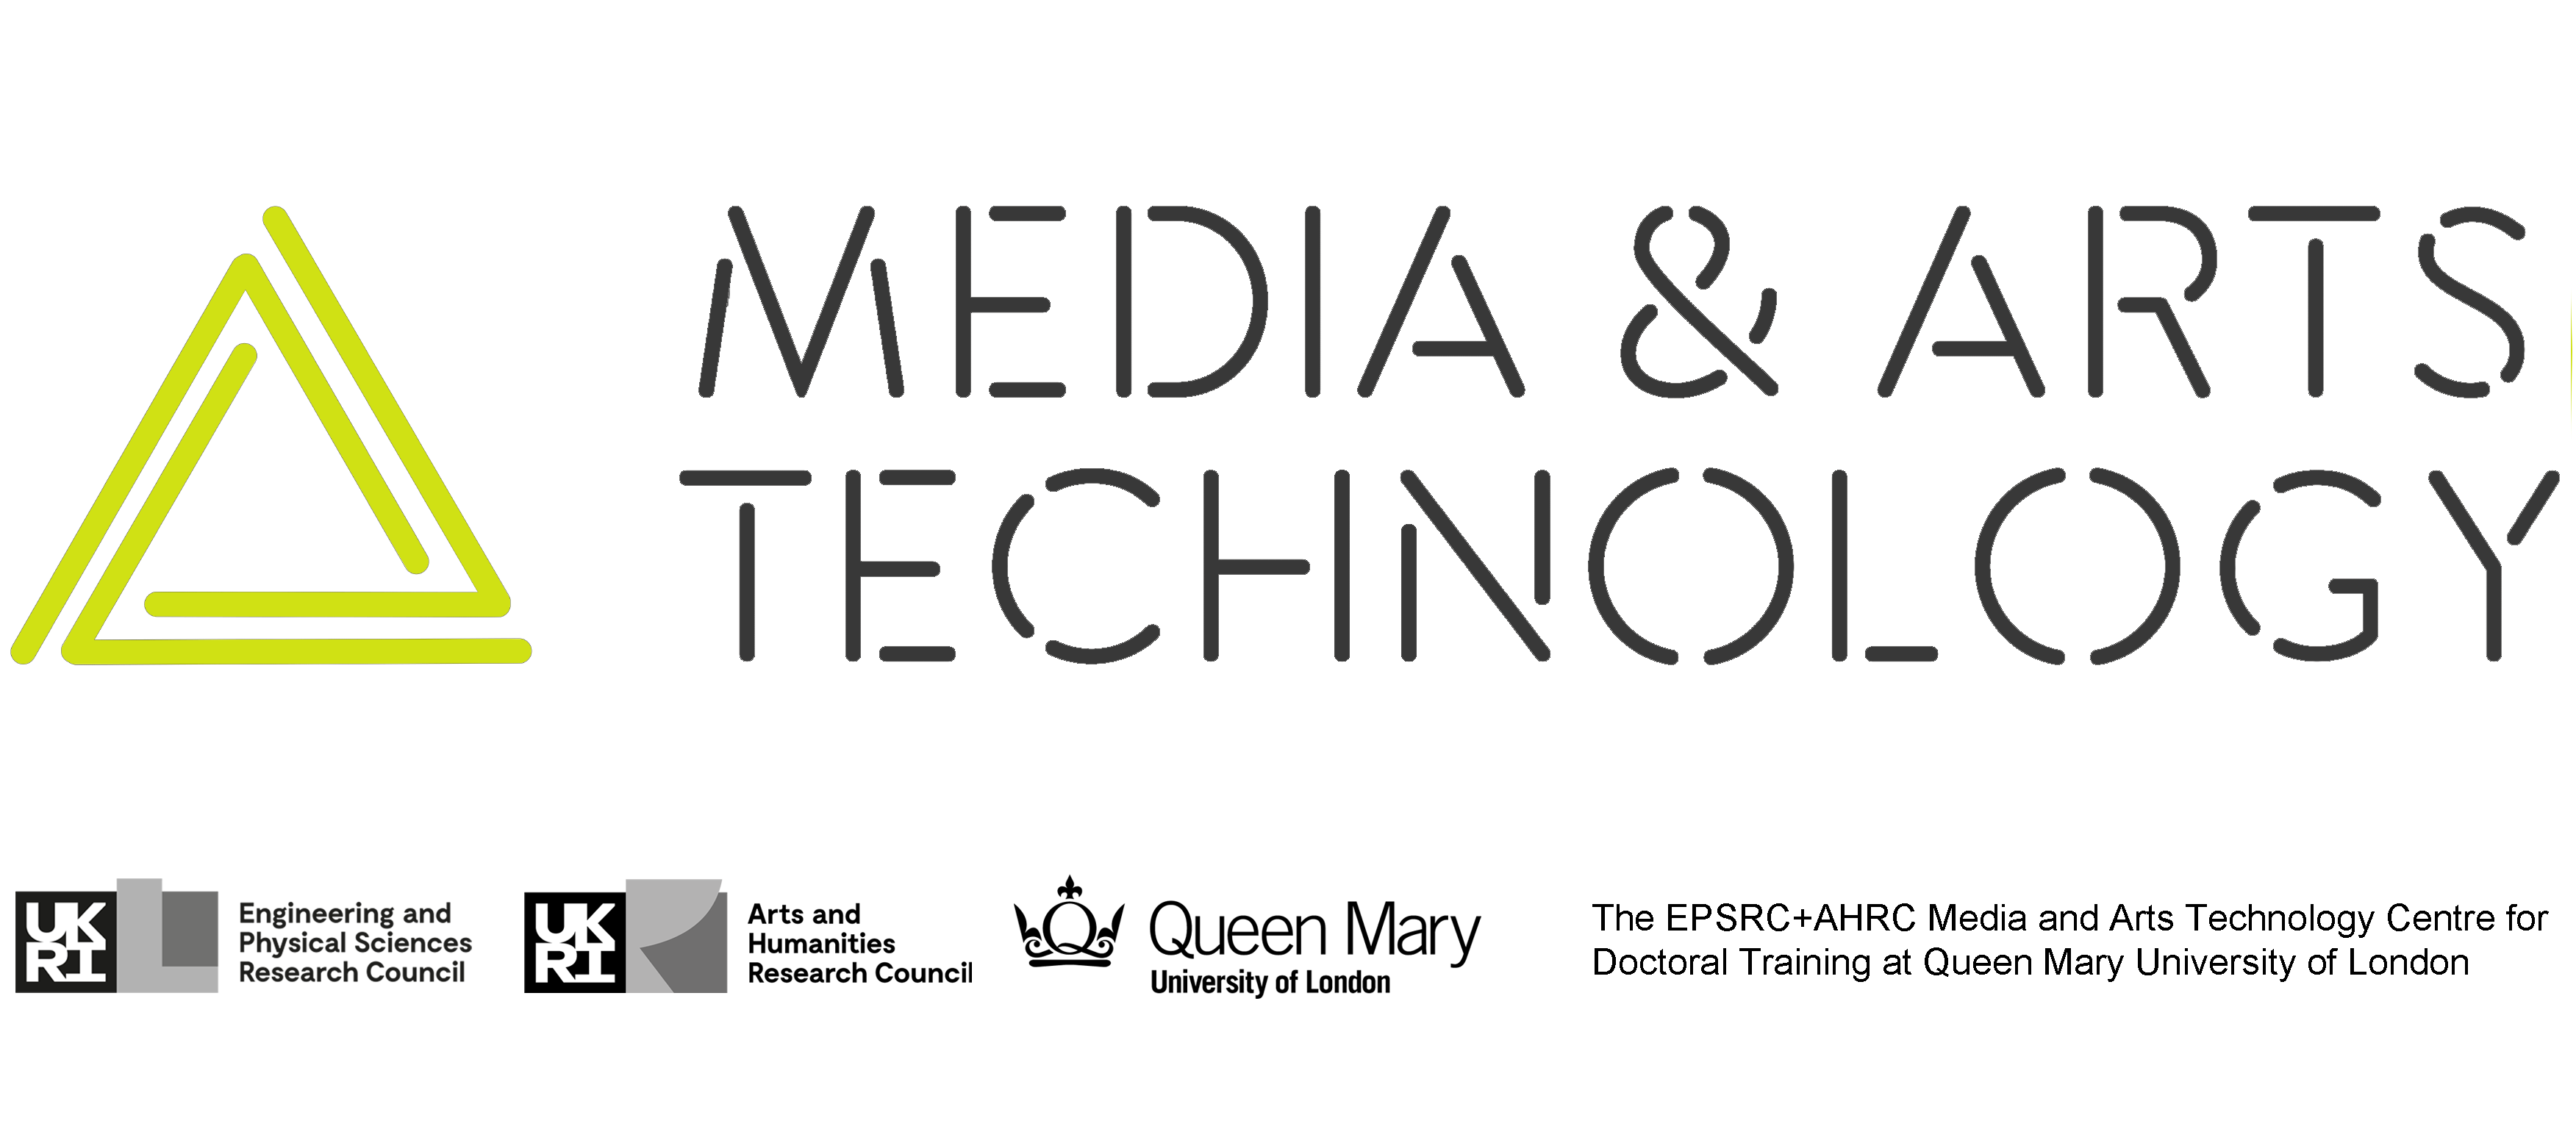 MEDIA & ARTS
TECHNOLOGY
UK
RI
Engineering and
Physical Sciences
Research Council
UK
RI
Arts and
Humanities
Research Council
Queen Mary
University of London
The EPSRC+AHRC Media and Arts Technology Centre for
Doctoral Training at Queen Mary University of London